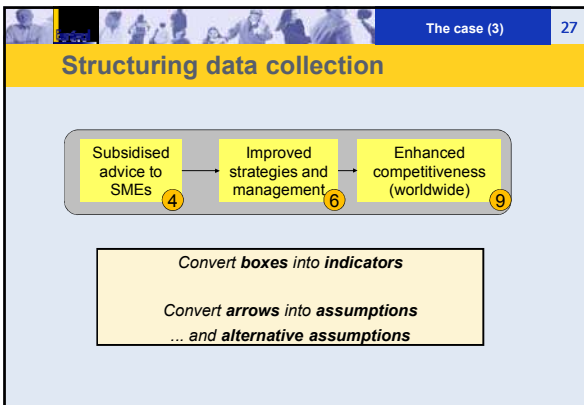 The case (3)
27
Structuring data collection
Subsidised
advice to
SMEs
4
Improved
strategies and
management
6
Enhanced
competitiveness
(worldwide)
9
Convert boxes into indicators
Convert arrows into assumptions
... and alternative assumptions